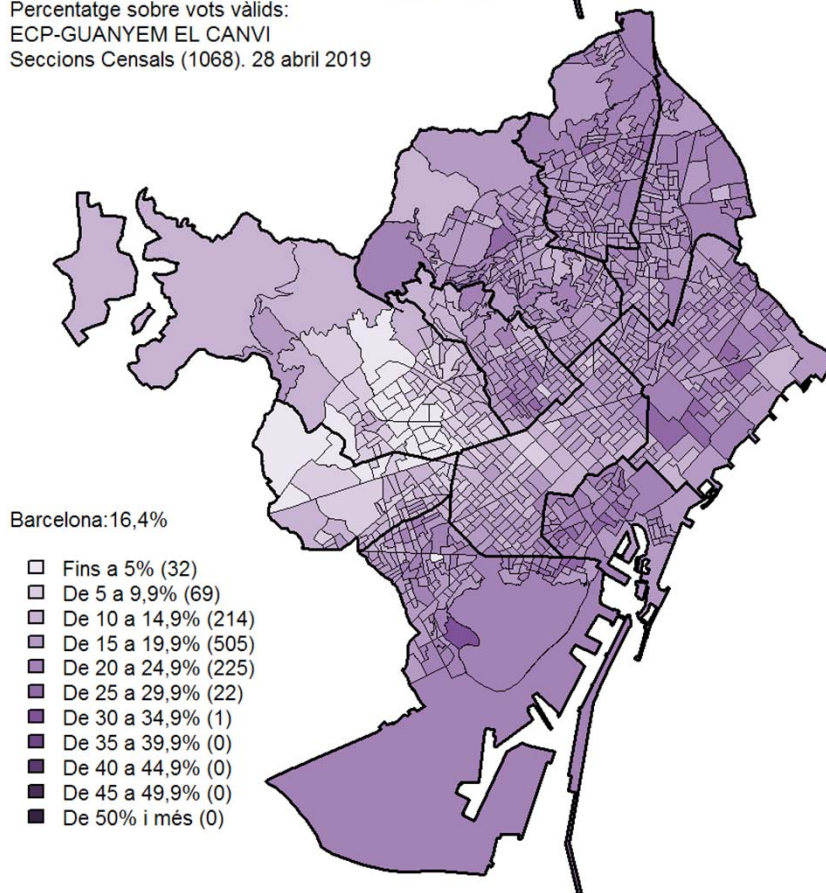 Percentatge sobre vots vàlids:
ECP-GUANYEM EL CANVI
Seccions Censals (1068). 28 abril 2019
Barcelona:16,4%
Fins a 5% (32)
De 5 a 9,9% (69)
De 10 a 14,9% (214)
De 15 a 19,9% (505)
De 20 a 24,9% (225)
De 25 a 29,9% (22)
De 30 a 34,9% (1)
De 35 a 39,9% (0)
De 40 a 44,9% (0)
De 45 a 49,9% (0)
De 50% i més (0)